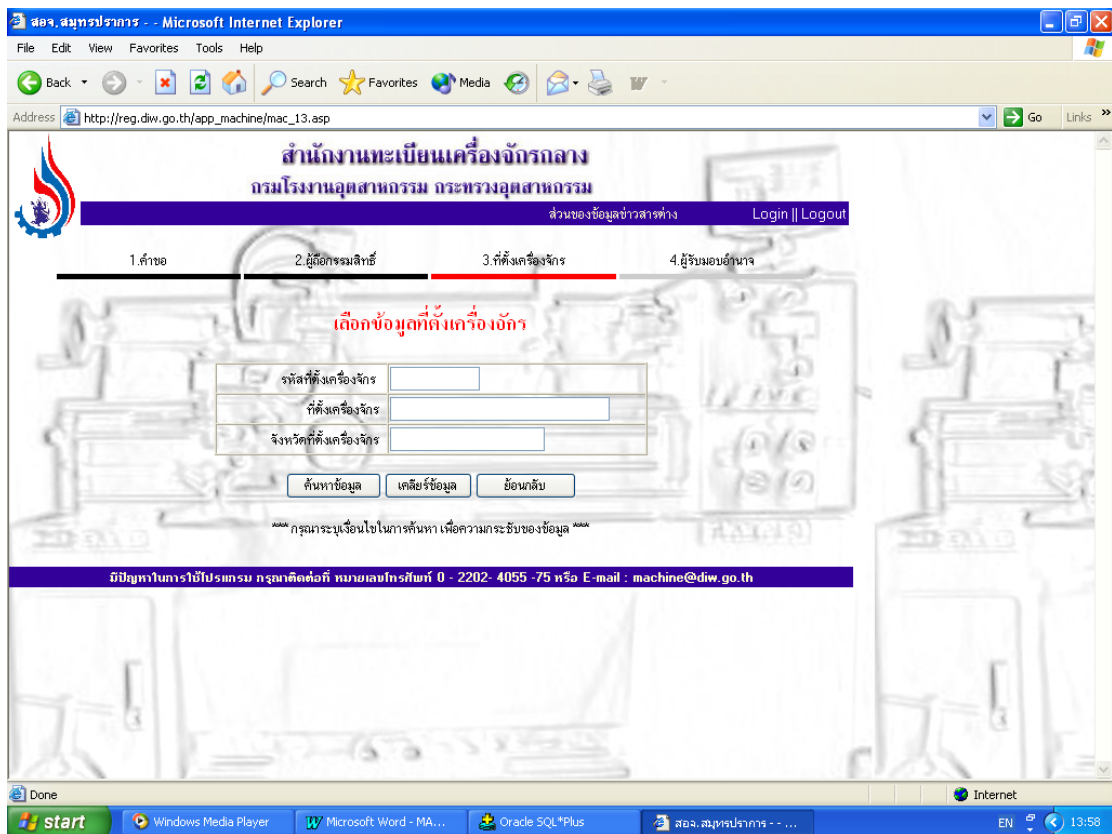 สอจ.สมุทรปราการ - - Microsoft Internet Explorer
File Edit View Favorites Tools Help
Back Search Favorites Media
Address http://reg.diw.go.th/app_machine/mac_13.asp Go Links »
สำนักงานทะเบียนเครื่องจักรกลาง
กรมโรงงานอุตสาหกรรม กระทรวงอุตสาหกรรม
ส่วนของข้อมูลข่าวสารต่าง Login || Logout
1.คำขอ 2.ผู้ถือกรรมสิทธิ์ 3.ที่ตั้งเครื่องจักร 4.ผู้รับมอบอำนาจ
เลือกข้อมูลที่ตั้งเครื่องจักร
รหัสที่ตั้งเครื่องจักร
ที่ตั้งเครื่องจักร
จังหวัดที่ตั้งเครื่องจักร
ค้นหาข้อมูล เคลียร์ข้อมูล ย้อนกลับ
**** กรุณาระบุเงื่อนไขในการค้นหา เพื่อความกระชับของข้อมูล ****
มีปัญหาในการใช้โปรแกรม กรุณาติดต่อที่ หมายเลขโทรศัพท์ 0 - 2202- 4055 -75 หรือ E-mail : machine@diw.go.th
Done Internet
start Windows Media Player Microsoft Word - MA... Oracle SQL*Plus สอจ.สมุทรปราการ - - ... EN 13:58